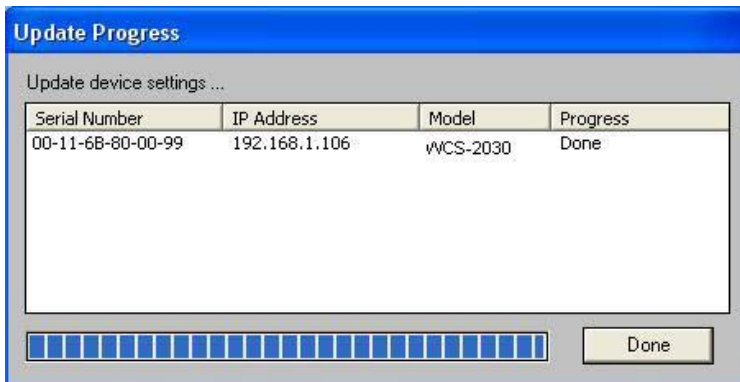 Update Progress
Update device settings ...
Serial Number IP Address Model Progress
00-11-6B-80-00-99 192.168.1.106 WCS-2030 Done
Done